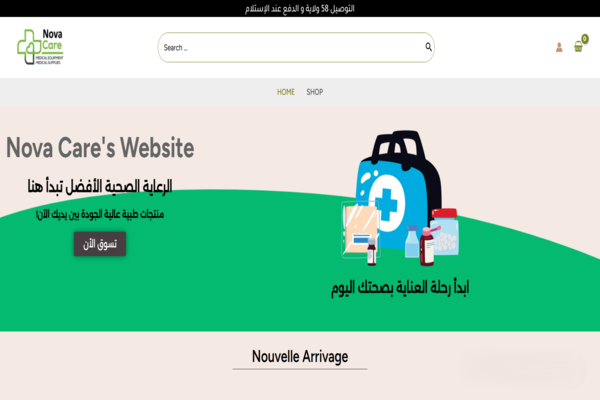 التوصيل 58 ولاية و الدفع عند الإستلام
Nova
Care
MEDICAL EQUIPMENT
MEDICAL SUPPLIES
Search ...
0
HOME SHOP
Nova Care's Website
الرعاية الصحية الأفضل تبدأ هنا
منتجات طبية عالية الجودة بين يديك الآن!
تسوق الآن
ابدأ رحلة العناية بصحتك اليوم
Nouvelle Arrivage